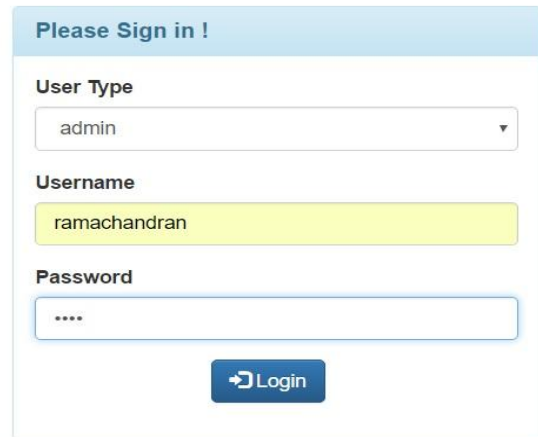 Please Sign in !
User Type
admin
Username
ramachandran
Password
••••
Login